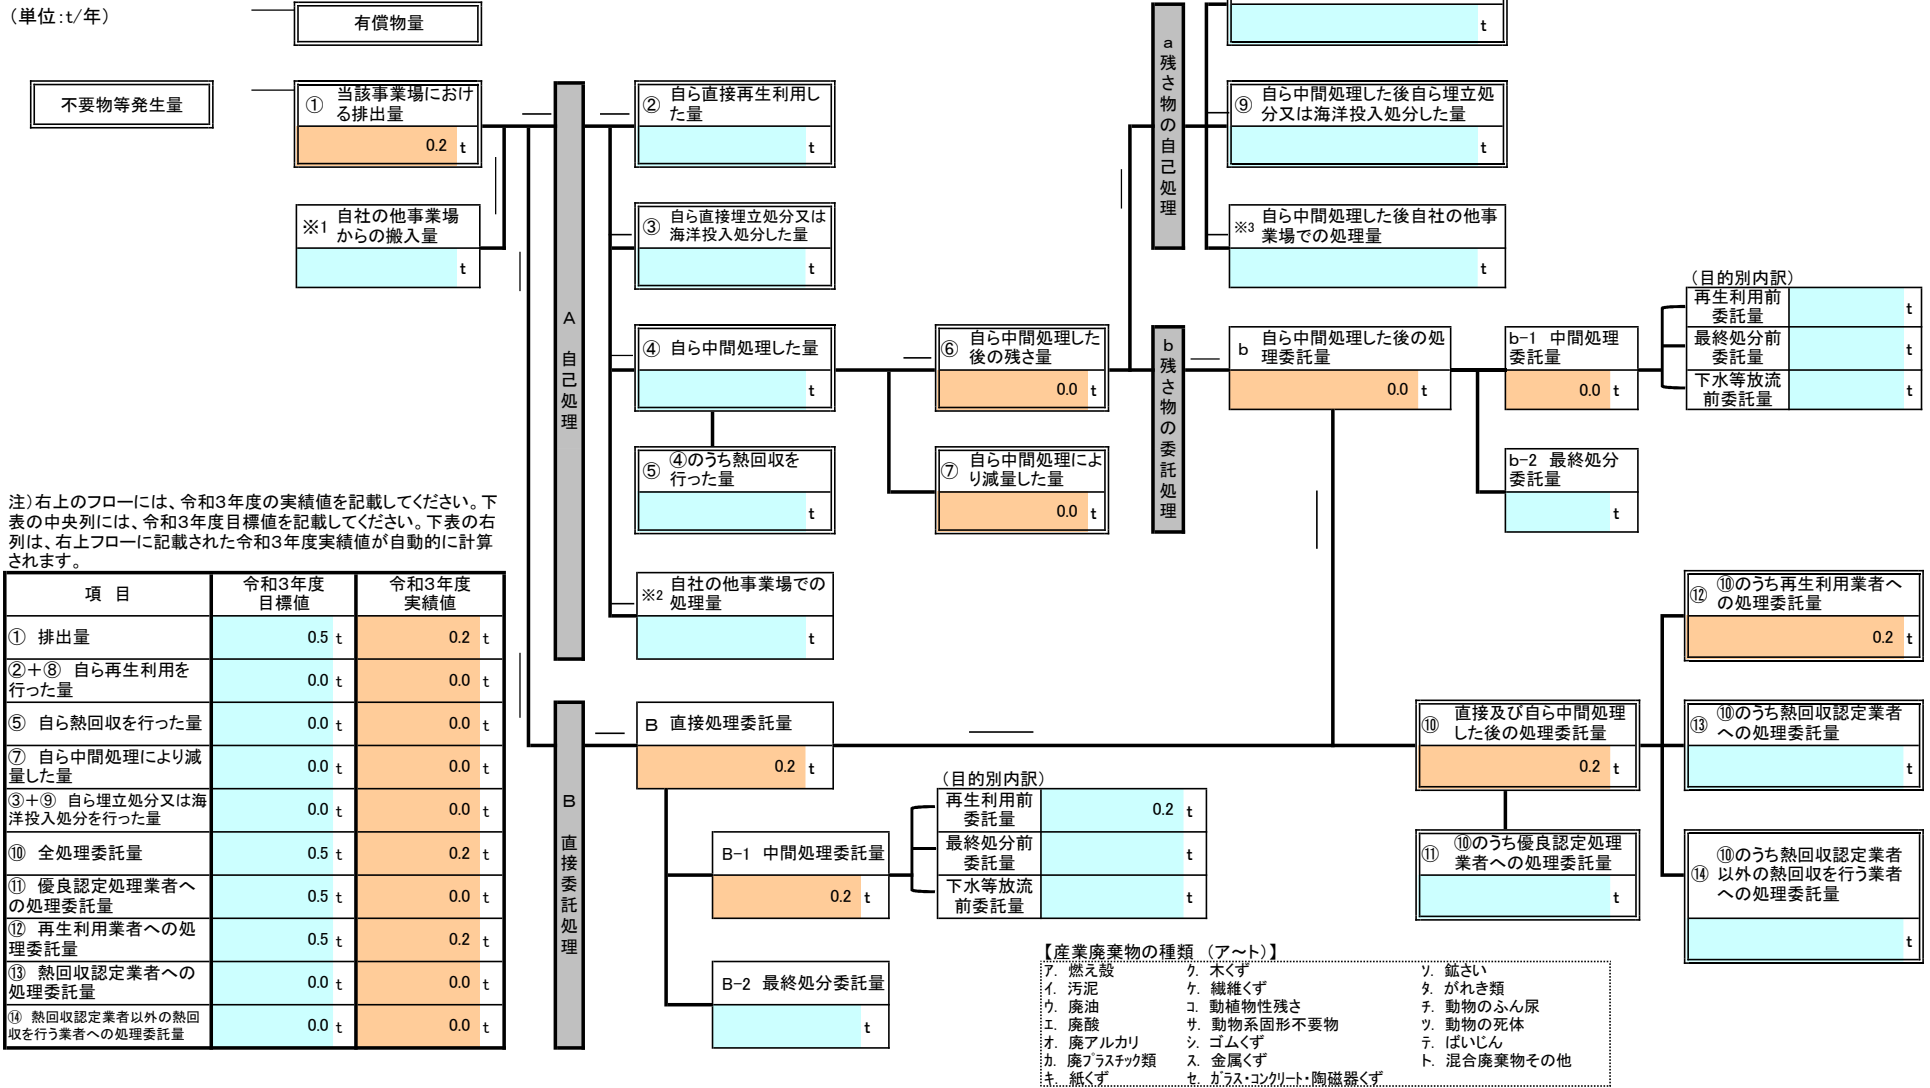 (単位:t/年)
有償物量
不要物等発生量
① 当該事業場におけ
る排出量
0.2 t
※1 自社の他事業場
からの搬入量
t
A 自己処理
② 自ら直接再生利用し
た量
t
③ 自ら直接埋立処分又は
海洋投入処分した量
t
④ 自ら中間処理した量
t
⑤ ④のうち熱回収を
行った量
t
※2 自社の他事業場での
処理量
t
⑥ 自ら中間処理した
後の残さ量
0.0 t
⑦ 自ら中間処理によ
り減量した量
0.0 t
a 残さ物の自己処理
t
⑨ 自ら中間処理した後自ら埋立処
分又は海洋投入処分した量
t
※3 自ら中間処理した後自社の他事
業場での処理量
t
b 残さ物の委託処理
b 自ら中間処理した後の処
理委託量
0.0 t
b-1 中間処理
委託量
0.0 t
b-2 最終処分
委託量
t
(目的別内訳)
再生利用前
委託量
t
最終処分前
委託量
t
下水等放流
前委託量
t
注)右上のフローには、令和3年度の実績値を記載してください。下
表の中央列には、令和3年度目標値を記載してください。下表の右
列は、右上フローに記載された令和3年度実績値が自動的に計算
されます。
項 目
令和3年度
目標値
令和3年度
実績値
① 排出量
0.5 t 0.2 t
②+⑧ 自ら再生利用を
行った量
0.0 t 0.0 t
⑤ 自ら熱回収を行った量
0.0 t 0.0 t
⑦ 自ら中間処理により減
量した量
0.0 t 0.0 t
③+⑨ 自ら埋立処分又は海
洋投入処分を行った量
0.0 t 0.0 t
⑩ 全処理委託量
0.5 t 0.2 t
⑪ 優良認定処理業者へ
の処理委託量
0.5 t 0.0 t
⑫ 再生利用業者への処
理委託量
0.5 t 0.2 t
⑬ 熱回収認定業者への
処理委託量
0.0 t 0.0 t
⑭ 熱回収認定業者以外の熱回
収を行う業者への処理委託量
0.0 t 0.0 t
B 直接委託処理
B 直接処理委託量
0.2 t
B-1 中間処理委託量
0.2 t
B-2 最終処分委託量
t
(目的別内訳)
再生利用前
委託量
0.2 t
最終処分前
委託量
t
下水等放流
前委託量
t
⑩ 直接及び自ら中間処理
した後の処理委託量
0.2 t
⑪ ⑩のうち優良認定処理
業者への処理委託量
t
⑫ ⑩のうち再生利用業者へ
の処理委託量
0.2 t
⑬ ⑩のうち熱回収認定業者
への処理委託量
t
⑭ ⑩のうち熱回収認定業者
以外の熱回収を行う業者
への処理委託量
t
【産業廃棄物の種類 (ア~ト)】
ア. 燃え殻 ク. 木くず ソ. 鉱さい
イ. 汚泥 ケ. 繊維くず タ. がれき類
ウ. 廃油 コ. 動植物性残さ チ. 動物のふん尿
エ. 廃酸 サ. 動物系固形不要物 ツ. 動物の死体
オ. 廃アルカリ シ. ゴムくず テ. ばいじん
カ. 廃プラスチック類 ス. 金属くず ト. 混合廃棄物その他
キ. 紙くず セ. ガラス・コンクリート・陶磁器くず